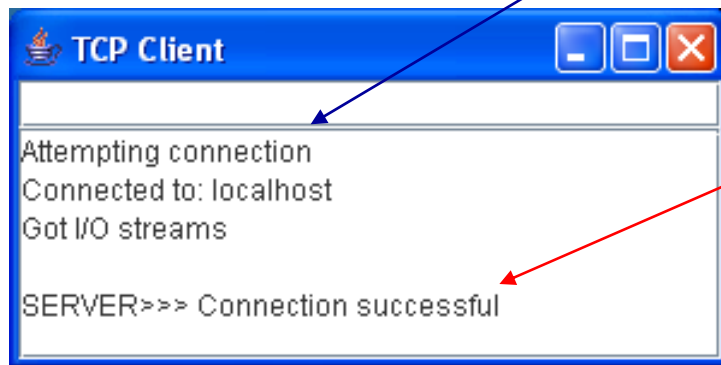 TCP Client
Attempting connection
Connected to: localhost
Got I/O streams
SERVER>>> Connection successful